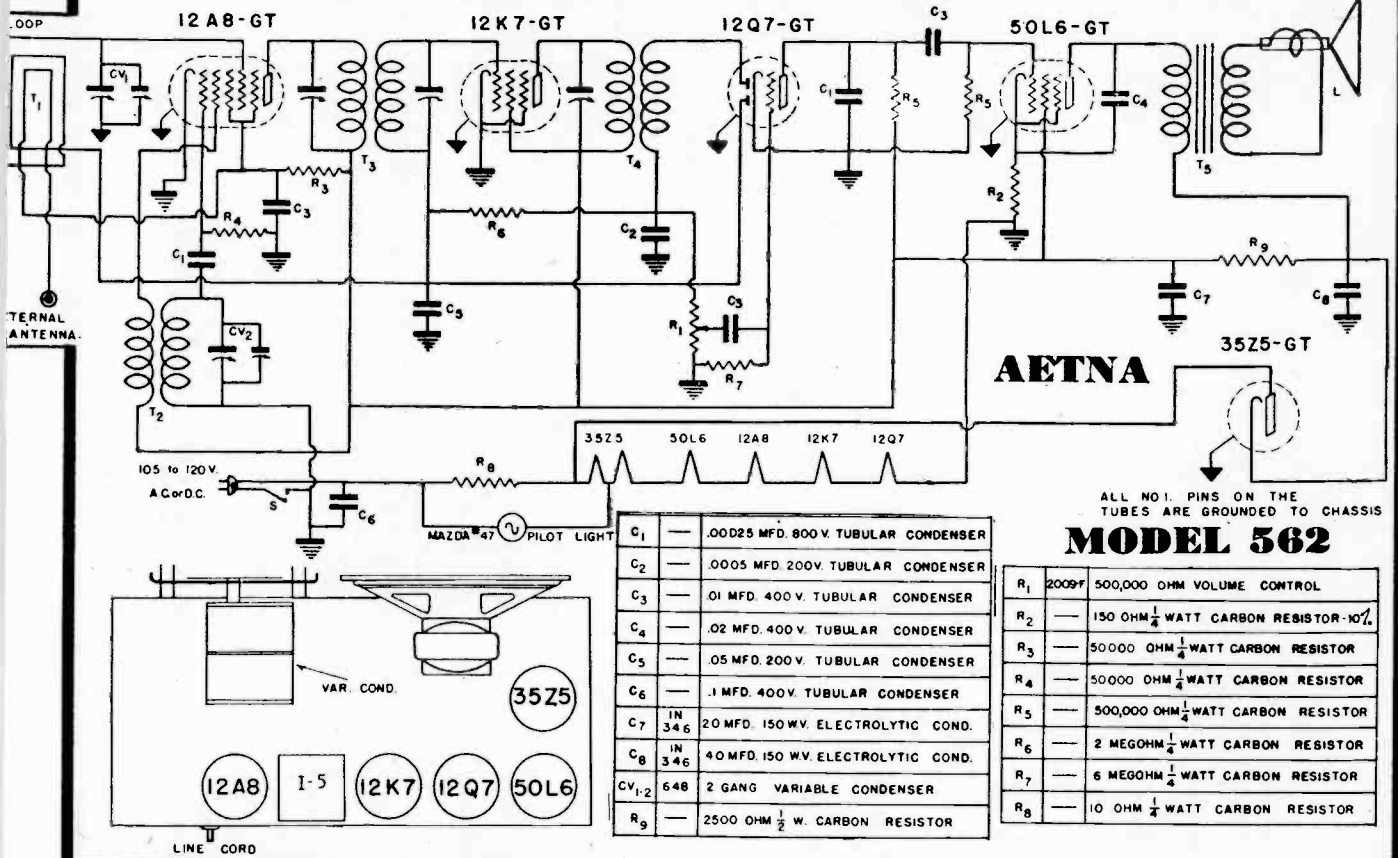 LOOP
12A8-GT
12K7-GT
12Q7-GT
C3
50L6-GT
CV1
T1
C1
R5
R5
C4
L
T3
T4
T5
R3
R2
C3
R4
R6
C2
C1
R9
TERNAL
ANTENNA.
C5
R1
C3
C7
C8
CV2
R7
AETNA
35Z5-GT
T2
35Z5
50L6
12A8
12K7
12Q7
105 to 120 V.
A.C. or D.C.
S
R8
C6
MAZDA #47
PILOT LIGHT
ALL NO 1. PINS ON THE
TUBES ARE GROUNDED TO CHASSIS
MODEL 562
C1 — .00025 MFD. 800 V. TUBULAR CONDENSER
C2 — .0005 MFD. 200V. TUBULAR CONDENSER
C3 — .01 MFD. 400 V. TUBULAR CONDENSER
C4 — .02 MFD. 400 V. TUBULAR CONDENSER
C5 — .05 MFD. 200 V. TUBULAR CONDENSER
C6 — .1 MFD. 400V. TUBULAR CONDENSER
C7 IN 346 20 MFD. 150 W.V. ELECTROLYTIC COND.
C8 IN 346 40 MFD. 150 W.V. ELECTROLYTIC COND.
CV1-2 648 2 GANG VARIABLE CONDENSER
R9 — 2500 OHM 1/2 W. CARBON RESISTOR
R1 2009-F 500,000 OHM VOLUME CONTROL
R2 — 150 OHM 1/4 WATT CARBON RESISTOR-10%
R3 — 50000 OHM 1/4 WATT CARBON RESISTOR
R4 — 50000 OHM 1/4 WATT CARBON RESISTOR
R5 — 500,000 OHM 1/4 WATT CARBON RESISTOR
R6 — 2 MEGOHM 1/4 WATT CARBON RESISTOR
R7 — 6 MEGOHM 1/4 WATT CARBON RESISTOR
R8 — 10 OHM 1/4 WATT CARBON RESISTOR
VAR. COND.
35Z5
12A8
I-5
12K7
12Q7
50L6
LINE CORD